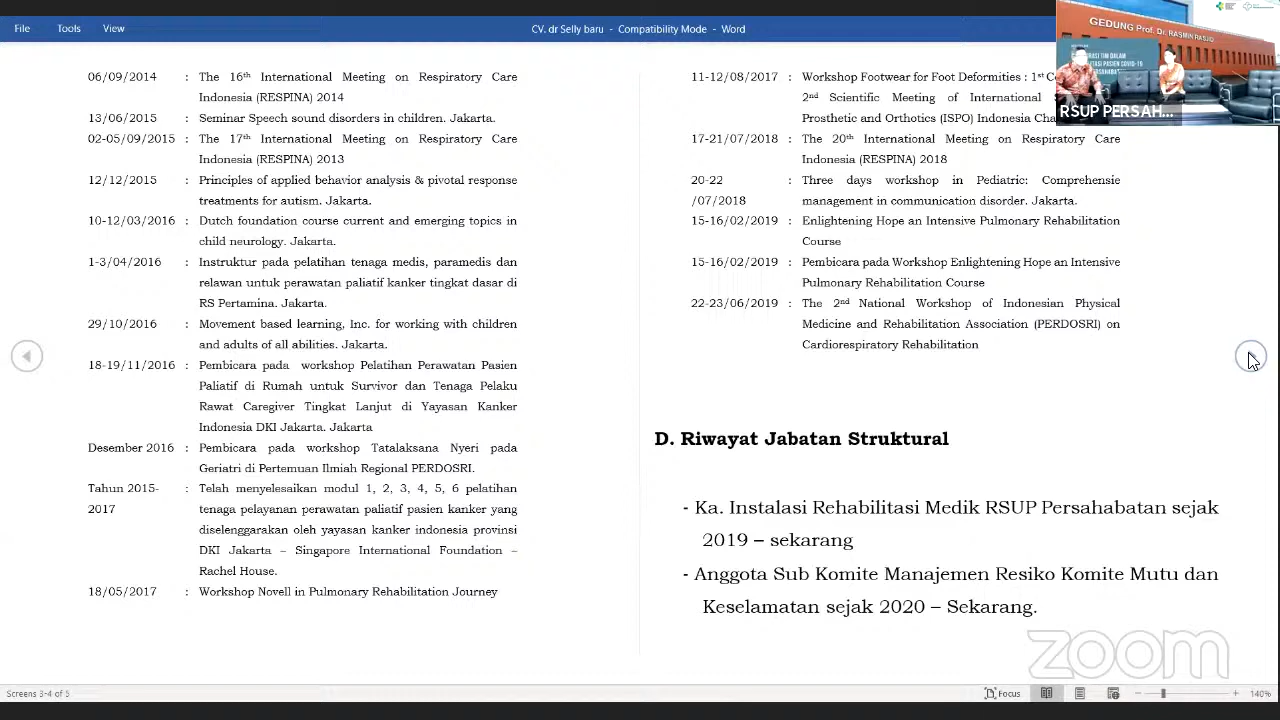 File Tools View
CV. dr Selly baru - Compatibility Mode - Word
GEDUNG Prof. Dr. RASMIN RASJID
RSUP PERSAH...
06/09/2014 : The 16th International Meeting on Respiratory Care
Indonesia (RESPINA) 2014
13/06/2015 : Seminar Speech sound disorders in children. Jakarta.
02-05/09/2015 : The 17th International Meeting on Respiratory Care
Indonesia (RESPINA) 2013
12/12/2015 : Principles of applied behavior analysis & pivotal response
treatments for autism. Jakarta.
10-12/03/2016 : Dutch foundation course current and emerging topics in
child neurology. Jakarta.
1-3/04/2016 : Instruktur pada pelatihan tenaga medis, paramedis dan
relawan untuk perawatan paliatif kanker tingkat dasar di
RS Pertamina. Jakarta.
29/10/2016 : Movement based learning, Inc. for working with children
and adults of all abilities. Jakarta.
18-19/11/2016 : Pembicara pada workshop Pelatihan Perawatan Pasien
Paliatif di Rumah untuk Survivor dan Tenaga Pelaku
Rawat Caregiver Tingkat Lanjut di Yayasan Kanker
Indonesia DKI Jakarta. Jakarta
Desember 2016 : Pembicara pada workshop Tatalaksana Nyeri pada
Geriatri di Pertemuan Ilmiah Regional PERDOSRI.
Tahun 2015- : Telah menyelesaikan modul 1, 2, 3, 4, 5, 6 pelatihan
2017 tenaga pelayanan perawatan paliatif pasien kanker yang
diselenggarakan oleh yayasan kanker indonesia provinsi
DKI Jakarta – Singapore International Foundation –
Rachel House.
18/05/2017 : Workshop Novell in Pulmonary Rehabilitation Journey
11-12/08/2017 : Workshop Footwear for Foot Deformities : 1st C
2nd Scientific Meeting of International
Prosthetic and Orthotics (ISPO) Indonesia Cha
17-21/07/2018 : The 20th International Meeting on Respiratory Care
Indonesia (RESPINA) 2018
20-22 : Three days workshop in Pediatric: Comprehensie
/07/2018 management in communication disorder. Jakarta.
15-16/02/2019 : Enlightening Hope an Intensive Pulmonary Rehabilitation
Course
15-16/02/2019 : Pembicara pada Workshop Enlightening Hope an Intensive
Pulmonary Rehabilitation Course
22-23/06/2019 : The 2nd National Workshop of Indonesian Physical
Medicine and Rehabilitation Association (PERDOSRI) on
Cardiorespiratory Rehabilitation
D. Riwayat Jabatan Struktural
- Ka. Instalasi Rehabilitasi Medik RSUP Persahabatan sejak
2019 – sekarang
- Anggota Sub Komite Manajemen Resiko Komite Mutu dan
Keselamatan sejak 2020 – Sekarang.
zoom
Screens 3-4 of 5
Focus
140%